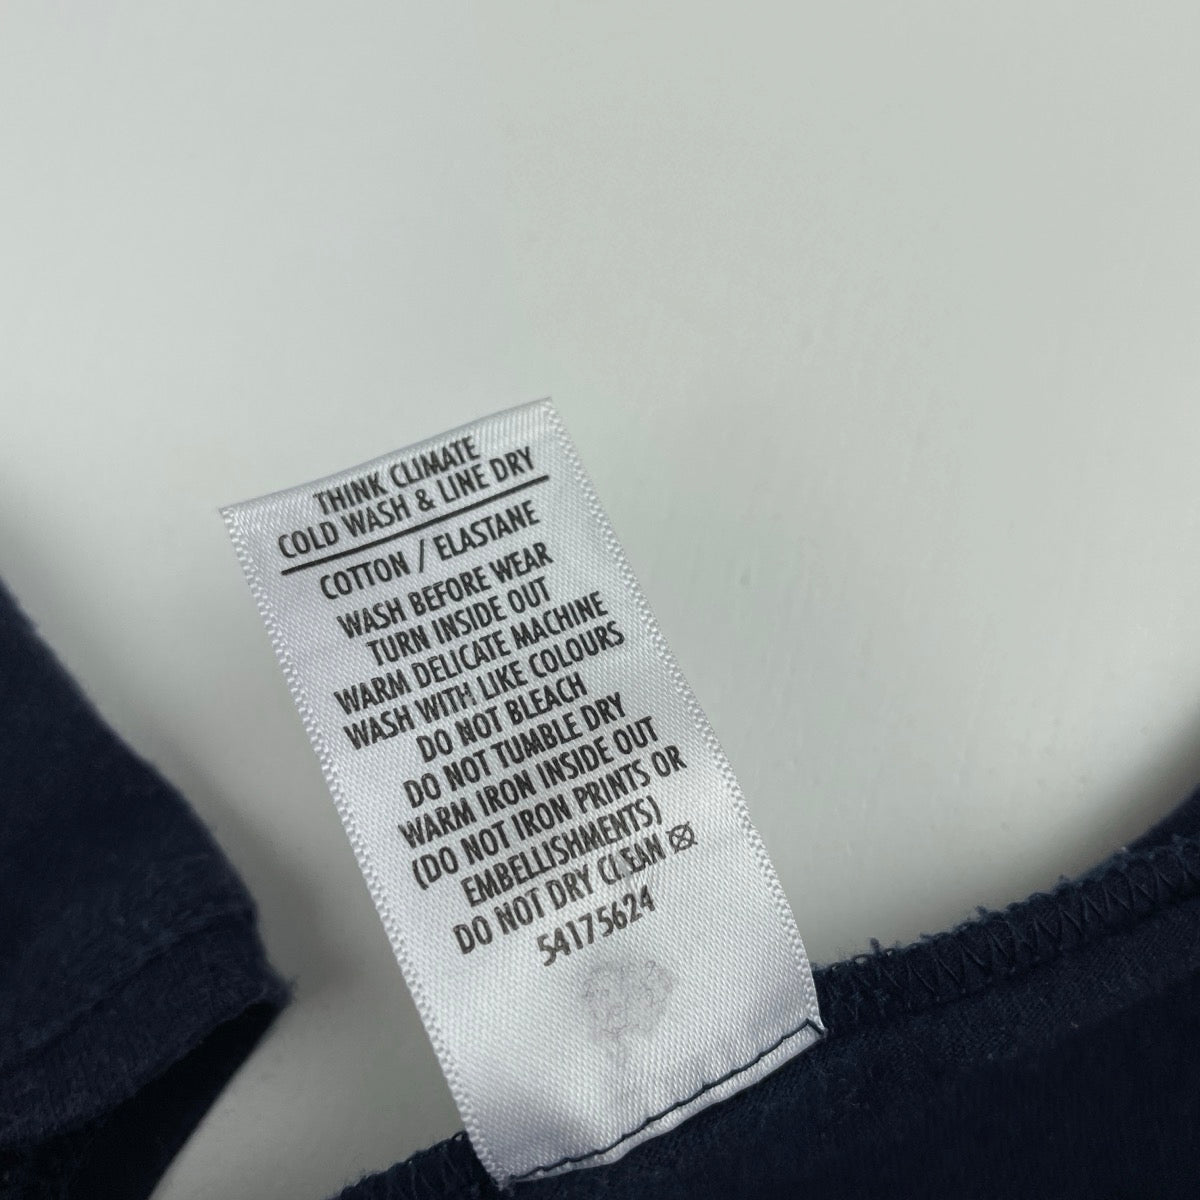 THINK CLIMATE
COLD WASH & LINE DRY
COTTON / ELASTANE
WASH BEFORE WEAR
TURN INSIDE OUT
WARM DELICATE MACHINE
WASH WITH LIKE COLOURS
DO NOT BLEACH
DO NOT TUMBLE DRY
WARM IRON INSIDE OUT
(DO NOT IRON PRINTS OR
EMBELLISHMENTS)
DO NOT DRY CLEAN
54175624